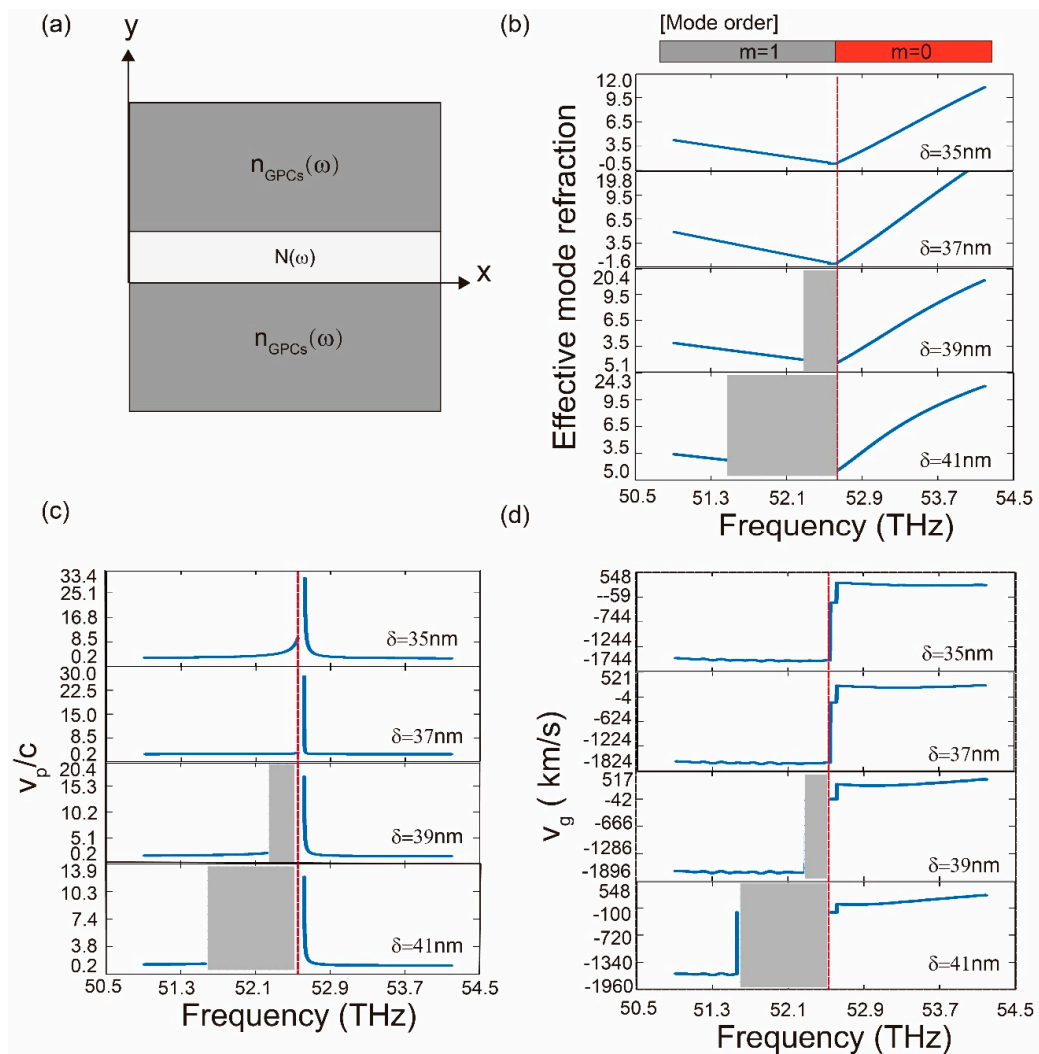 (a)
y
n_GPCs(ω)
N(ω)
x
n_GPCs(ω)
(b)
[Mode order]
m=1 m=0
Effective mode refraction
12.0
9.5
6.5
3.5
-0.5
δ=35nm
19.8
9.5
6.5
3.5
-1.6
δ=37nm
20.4
9.5
6.5
3.5
5.1
δ=39nm
24.3
9.5
6.5
3.5
5.0
δ=41nm
50.5 51.3 52.1 52.9 53.7 54.5
Frequency (THz)
(c)
v_p/c
33.4
25.1
16.8
8.5
0.2
δ=35nm
30.0
22.5
15.0
8.5
0.2
δ=37nm
20.4
15.3
10.2
5.1
0.2
δ=39nm
13.9
10.3
7.4
3.8
0.2
δ=41nm
50.5 51.3 52.1 52.9 53.7 54.5
Frequency (THz)
(d)
v_g ( km/s)
548
--59
-744
-1244
-1744
δ=35nm
521
-4
-624
-1224
-1824
δ=37nm
517
-42
-666
-1286
-1896
δ=39nm
548
-100
-720
-1340
-1960
δ=41nm
50.5 51.3 52.1 52.9 53.7 54.5
Frequency (THz)